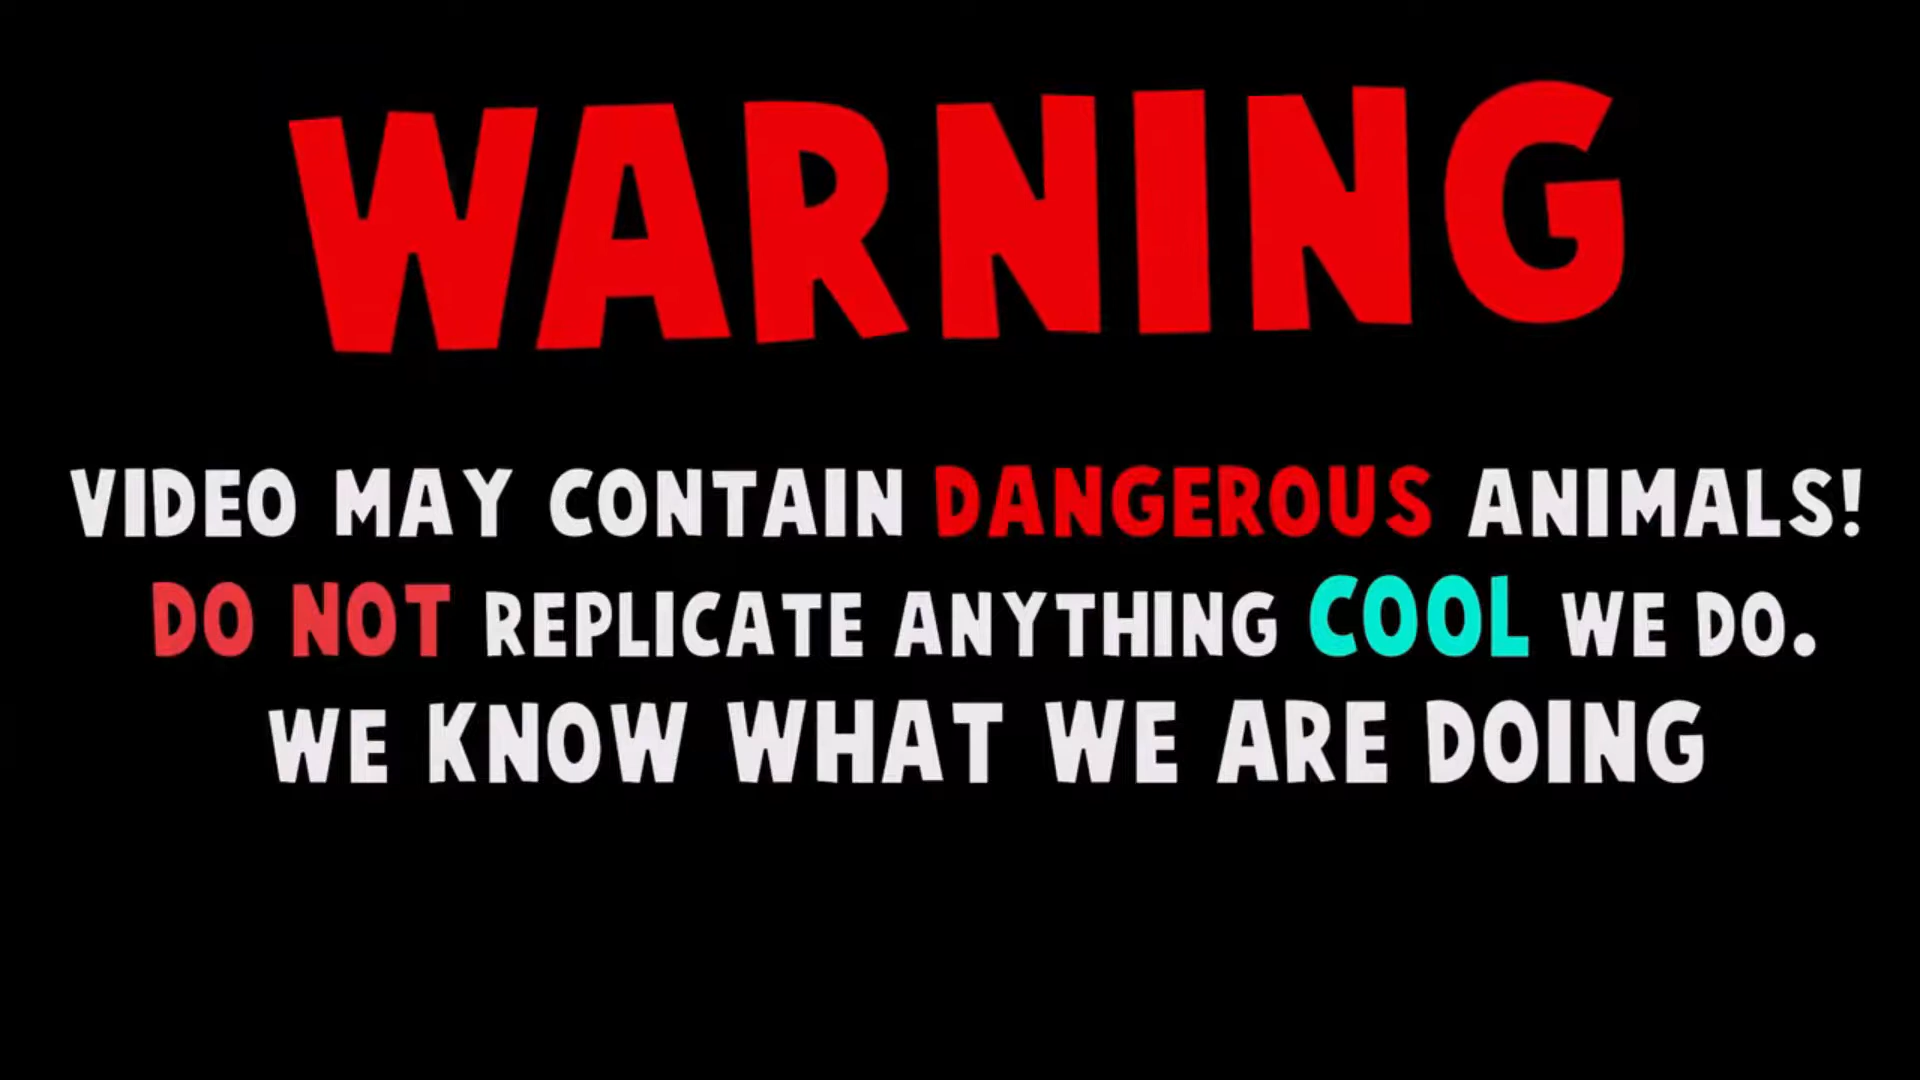 WARNING
VIDEO MAY CONTAIN DANGEROUS ANIMALS!
DO NOT REPLICATE ANYTHING COOL WE DO.
WE KNOW WHAT WE ARE DOING